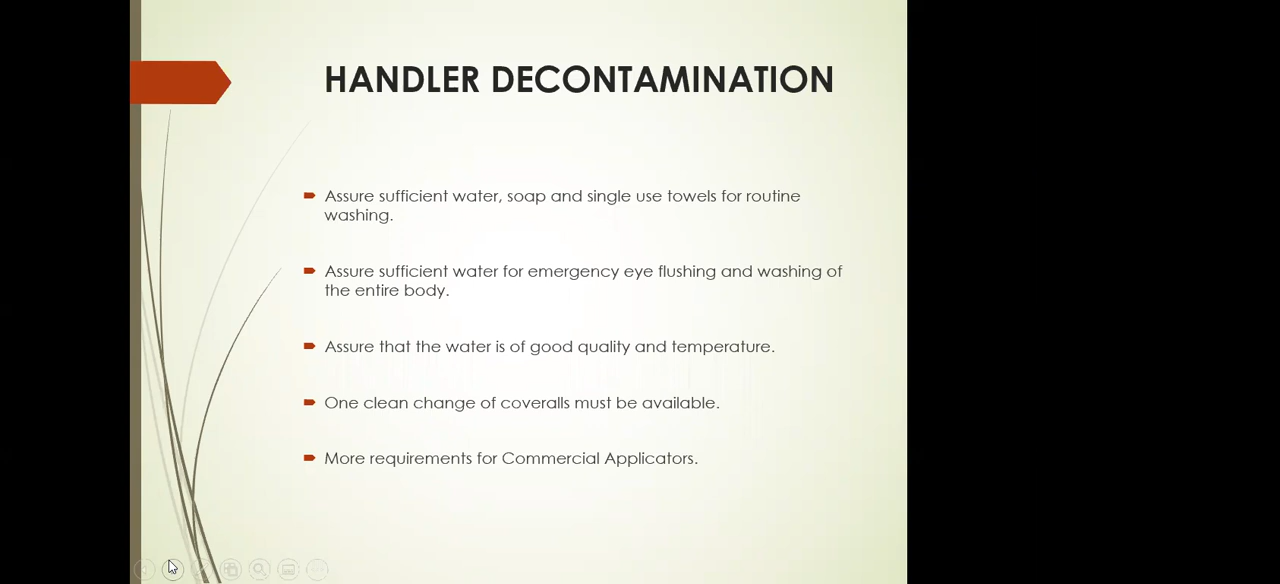 HANDLER DECONTAMINATION
Assure sufficient water, soap and single use towels for routine
washing.
Assure sufficient water for emergency eye flushing and washing of
the entire body.
Assure that the water is of good quality and temperature.
One clean change of coveralls must be available.
More requirements for Commercial Applicators.